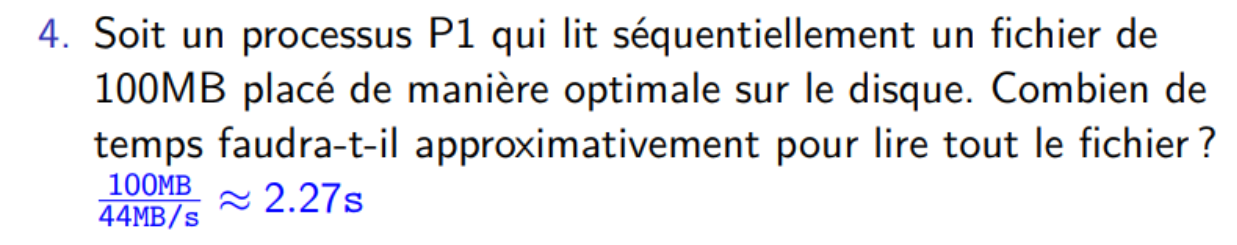 4. Soit un processus P1 qui lit séquentiellement un fichier de
100MB placé de manière optimale sur le disque. Combien de
temps faudra-t-il approximativement pour lire tout le fichier ?
100MB/44MB/s ≈ 2.27s